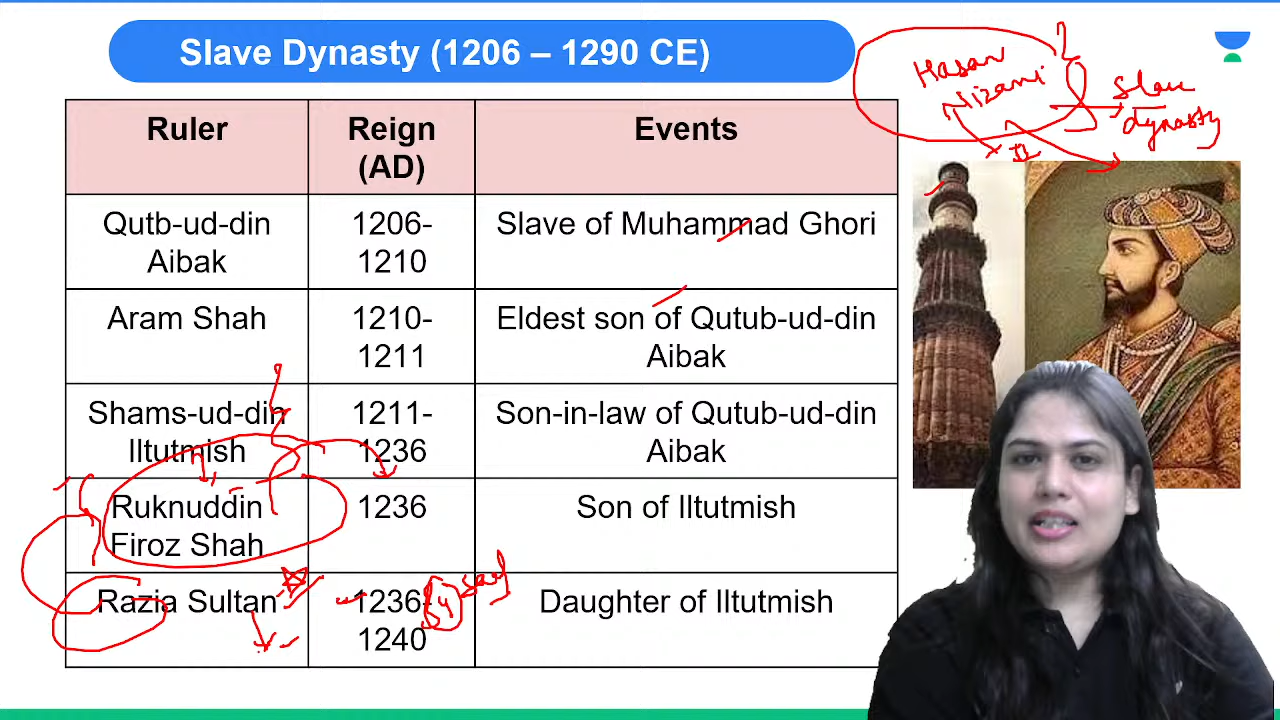 Slave Dynasty (1206 – 1290 CE)
Hasan
Nizami
Slave
dynasty
Ruler
Reign
(AD)
Events
Qutb-ud-din
Aibak
1206-
1210
Slave of Muhammad Ghori
Aram Shah
1210-
1211
Eldest son of Qutub-ud-din
Aibak
Shams-ud-din
Iltutmish
1211-
1236
Son-in-law of Qutub-ud-din
Aibak
Ruknuddin
Firoz Shah
1236
Son of Iltutmish
Razia Sultan
1236-
1240
Daughter of Iltutmish